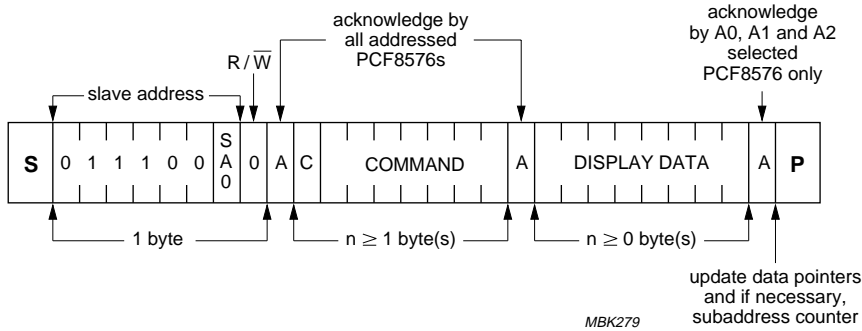 acknowledge by
all addressed
PCF8576s
acknowledge
by A0, A1 and A2
selected
PCF8576 only
R / W
slave address
S 0 1 1 1 0 0 SA0 0 A C COMMAND A DISPLAY DATA A P
1 byte
n ≥ 1 byte(s)
n ≥ 0 byte(s)
update data pointers
and if necessary,
subaddress counter
MBK279